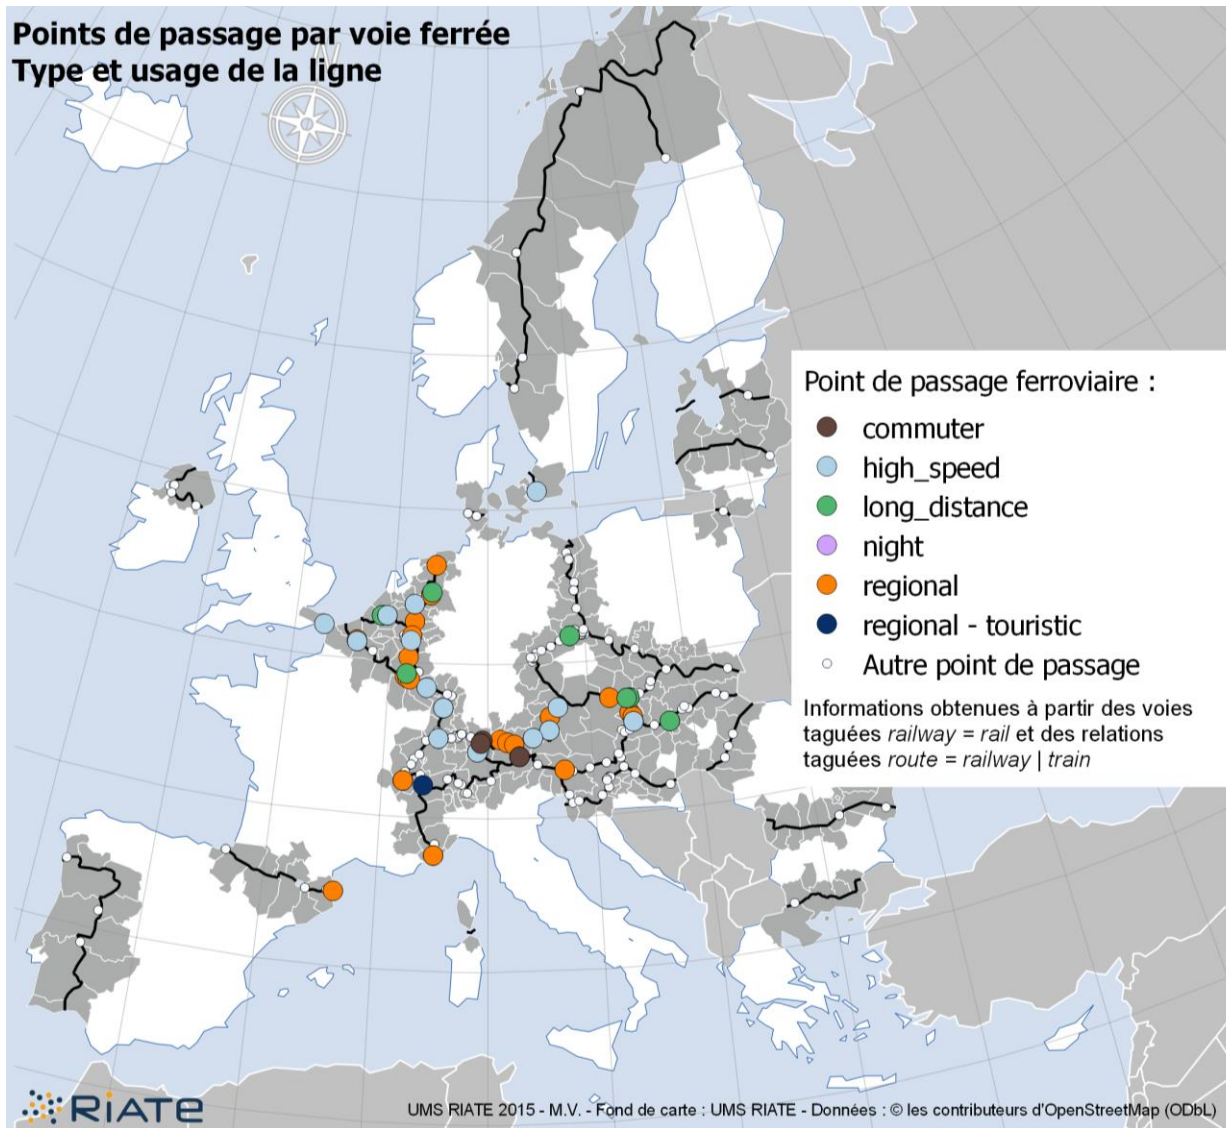 Points de passage par voie ferrée
Type et usage de la ligne
N
Point de passage ferroviaire :
commuter
high_speed
long_distance
night
regional
regional - touristic
Autre point de passage
Informations obtenues à partir des voies
taguées railway = rail et des relations
taguées route = railway | train
RIATE
UMS RIATE 2015 - M.V. - Fond de carte : UMS RIATE - Données : © les contributeurs d'OpenStreetMap (ODbL)